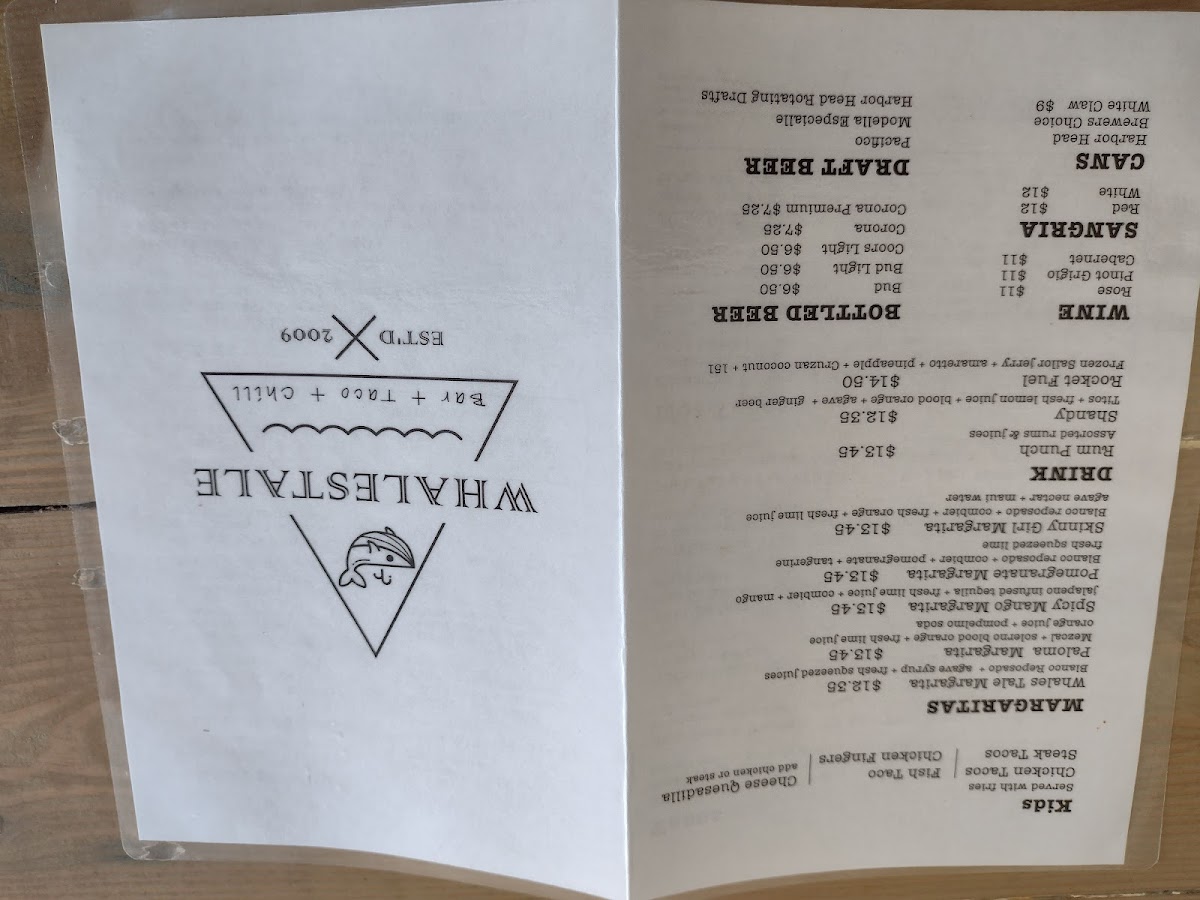 Kids
Served with fries
Chicken Tacos
Steak Tacos
Fish Taco
Chicken Fingers
Cheese Quesadilla
add chicken or steak
MARGARITAS
Whales Tale Margarita $12.35
Blanco Reposado + agave syrup + fresh squeezed juices
Paloma Margarita $13.45
Mezcal + solerno blood orange + fresh lime juice
orange juice + pompelmo soda
Spicy Mango Margarita $13.45
jalapeno infused tequila + fresh lime juice + combier + mango
Pomegranate Margarita $13.45
Blanco reposado + combier + pomegranate + tangerine
fresh squeezed lime
Skinny Girl Margarita $13.45
Blanco reposado + combier + fresh orange + fresh lime juice
agave nectar + maui water
DRINK
Rum Punch $13.45
Assorted rums & juices
Shandy $12.35
Titos + fresh lemon juice + blood orange + agave + ginger beer
Rocket Fuel $14.50
Frozen Sailor jerry + amaretto + pineapple + Cruzan coconut + 151
WINE
Rose $11
Pinot Grigio $11
Cabernet $11
SANGRIA
Red $12
White $12
CANS
Harbor Head
Brewers Choice
White Claw $9
BOTTLED BEER
Bud $6.50
Bud Light $6.50
Coors Light $6.50
Corona $7.25
Corona Premium $7.25
DRAFT BEER
Pacifico
Modella Especialle
Harbor Head Rotating Drafts
WHALESTALE
Bar + Taco + Chill
EST'D 2009